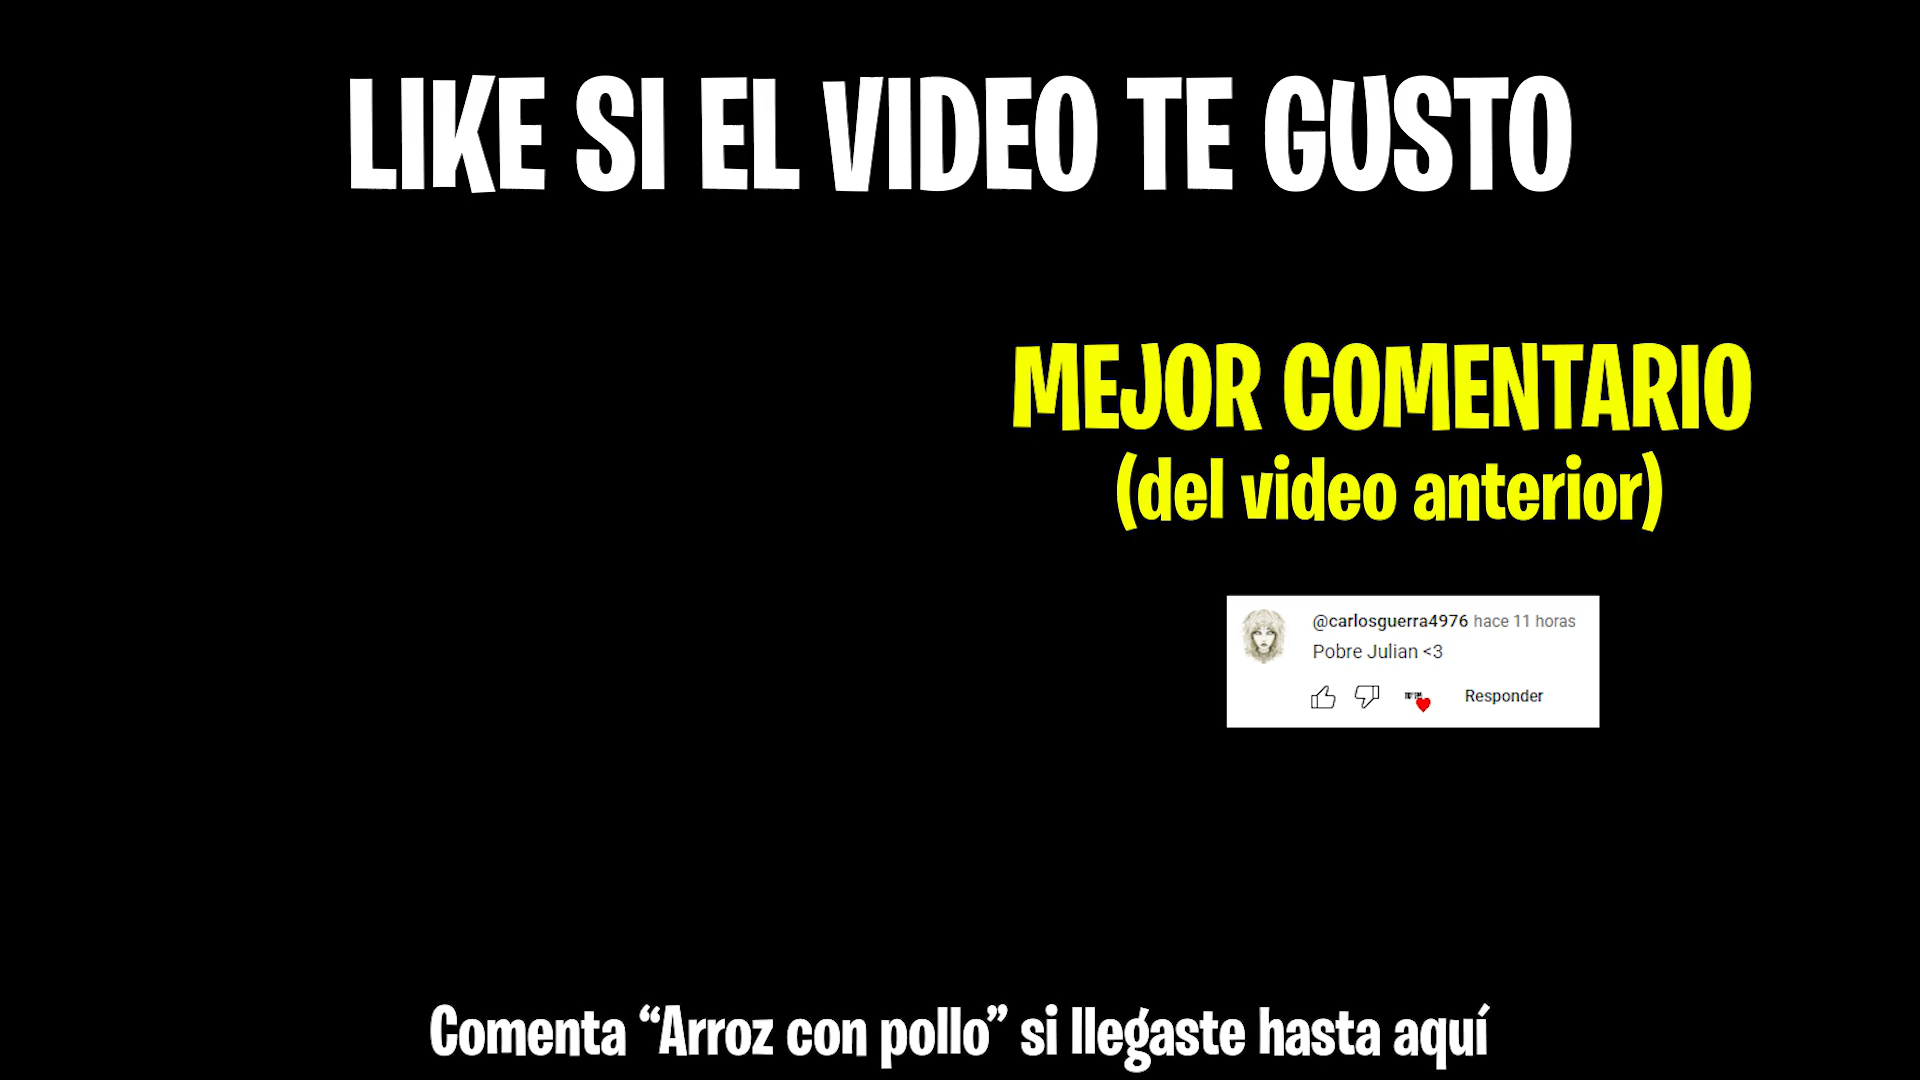 LIKE SI EL VIDEO TE GUSTO
MEJOR COMENTARIO
(del video anterior)
@carlosguerra4976 hace 11 horas
Pobre Julian <3
Responder
Comenta “Arroz con pollo” si llegaste hasta aquí